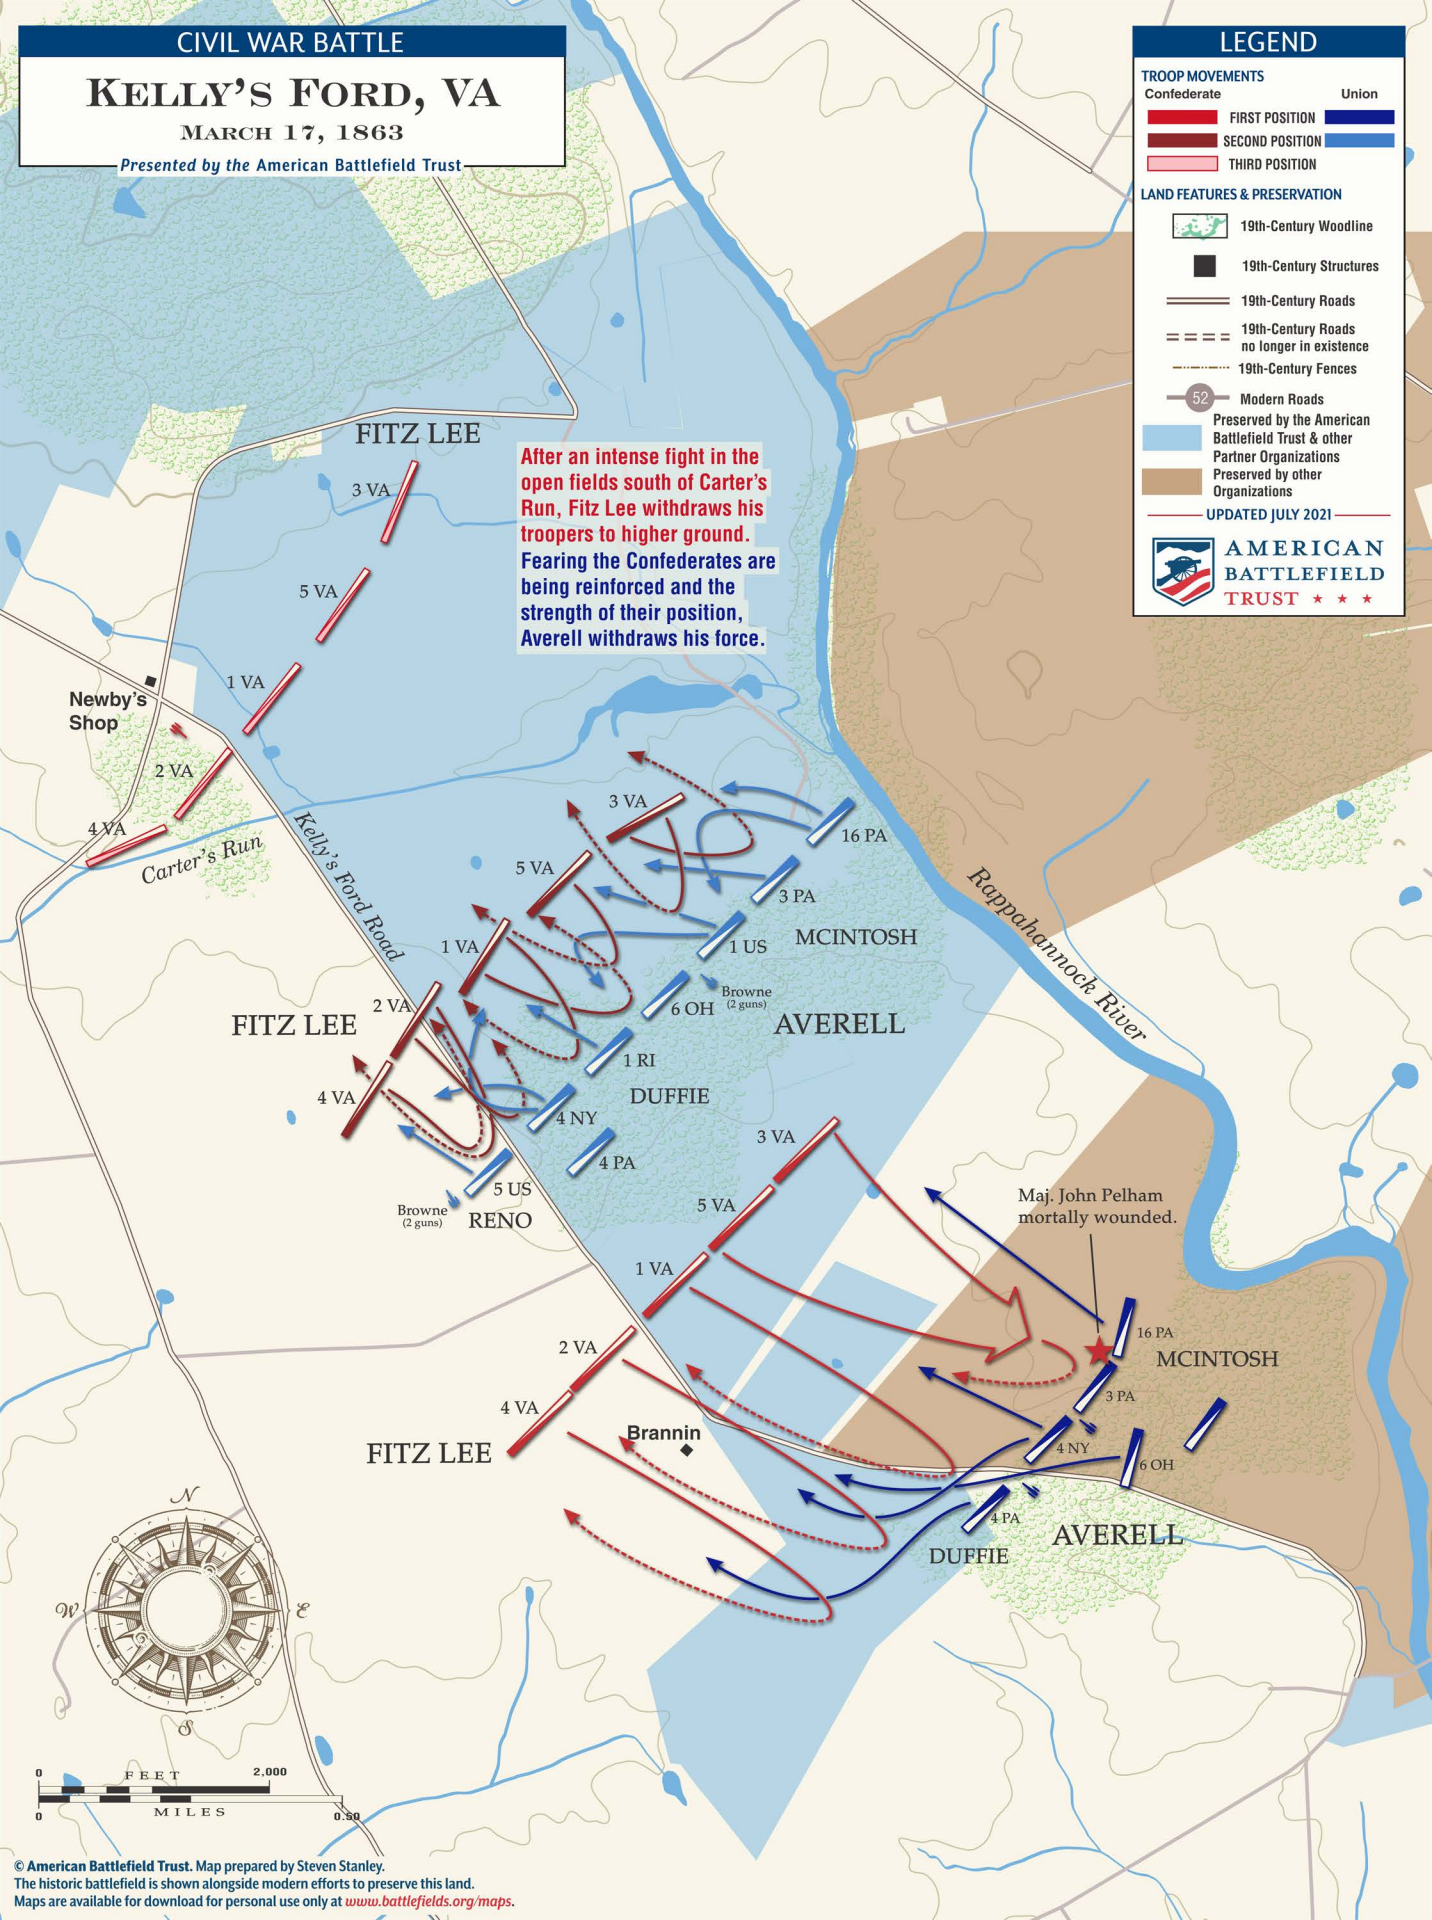 CIVIL WAR BATTLE
KELLY'S FORD, VA
MARCH 17, 1863
Presented by the American Battlefield Trust
LEGEND
TROOP MOVEMENTS
Confederate
Union
FIRST POSITION
SECOND POSITION
THIRD POSITION
LAND FEATURES & PRESERVATION
19th-Century Woodline
19th-Century Structures
19th-Century Roads
19th-Century Roads
no longer in existence
19th-Century Fences
52
Modern Roads
Preserved by the American
Battlefield Trust & other
Partner Organizations
Preserved by other
Organizations
UPDATED JULY 2021
AMERICAN
BATTLEFIELD
TRUST
FITZ LEE
3 VA
5 VA
1 VA
2 VA
4 VA
Newby's
Shop
Carter's Run
Kelly's Ford Road
After an intense fight in the
open fields south of Carter's
Run, Fitz Lee withdraws his
troopers to higher ground.
Fearing the Confederates are
being reinforced and the
strength of their position,
Averell withdraws his force.
3 VA
5 VA
1 VA
2 VA
4 VA
FITZ LEE
16 PA
3 PA
1 US
MCINTOSH
Browne
(2 guns)
6 OH
AVERELL
1 RI
DUFFIE
4 NY
4 PA
5 US
Browne
(2 guns)
RENO
Rappahannock River
3 VA
5 VA
1 VA
2 VA
4 VA
FITZ LEE
Brannin
Maj. John Pelham
mortally wounded.
16 PA
MCINTOSH
3 PA
4 NY
6 OH
4 PA
AVERELL
DUFFIE
N
W
E
S
0
FEET
2,000
MILES
0
0.50
© American Battlefield Trust. Map prepared by Steven Stanley.
The historic battlefield is shown alongside modern efforts to preserve this land.
Maps are available for download for personal use only at www.battlefields.org/maps.